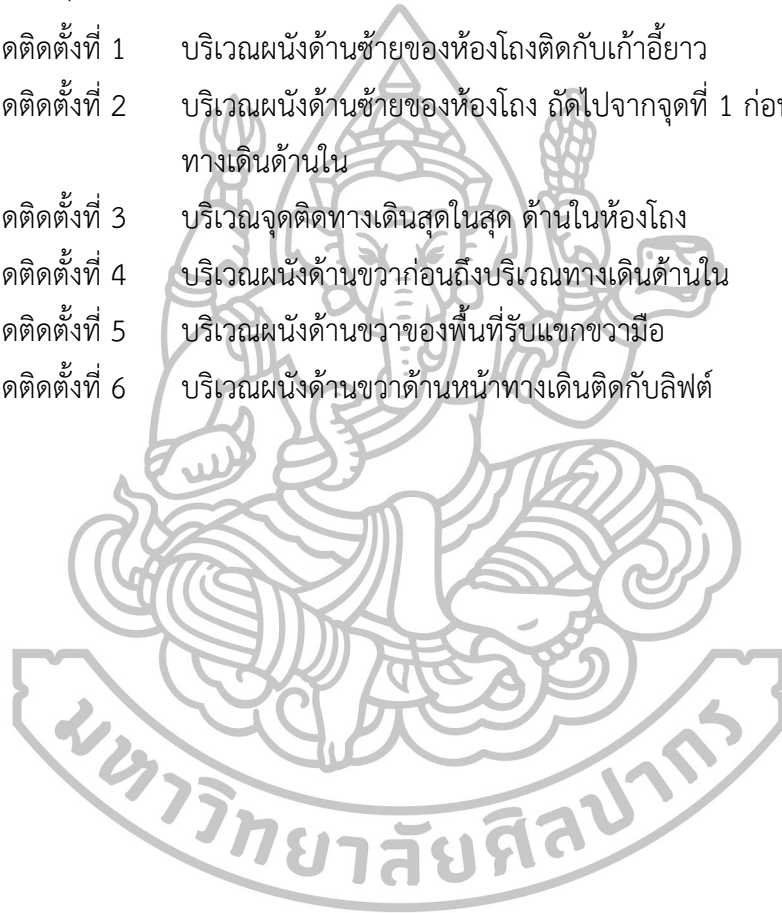 ดติดตั้งที่ 1 บริเวณผนังด้านซ้ายของห้องโถงติดกับเก้าอี้ยาว
ดติดตั้งที่ 2 บริเวณผนังด้านซ้ายของห้องโถง ถัดไปจากจุดที่ 1 ก่อน
ทางเดินด้านใน
ดติดตั้งที่ 3 บริเวณจุดติดทางเดินสุดในสุด ด้านในห้องโถง
ดติดตั้งที่ 4 บริเวณผนังด้านขวาก่อนถึงบริเวณทางเดินด้านใน
ดติดตั้งที่ 5 บริเวณผนังด้านขวาของพื้นที่รับแขกขวามือ
ดติดตั้งที่ 6 บริเวณผนังด้านขวาด้านหน้าทางเดินติดกับลิฟต์
มหาวิทยาลัยศิลปากร